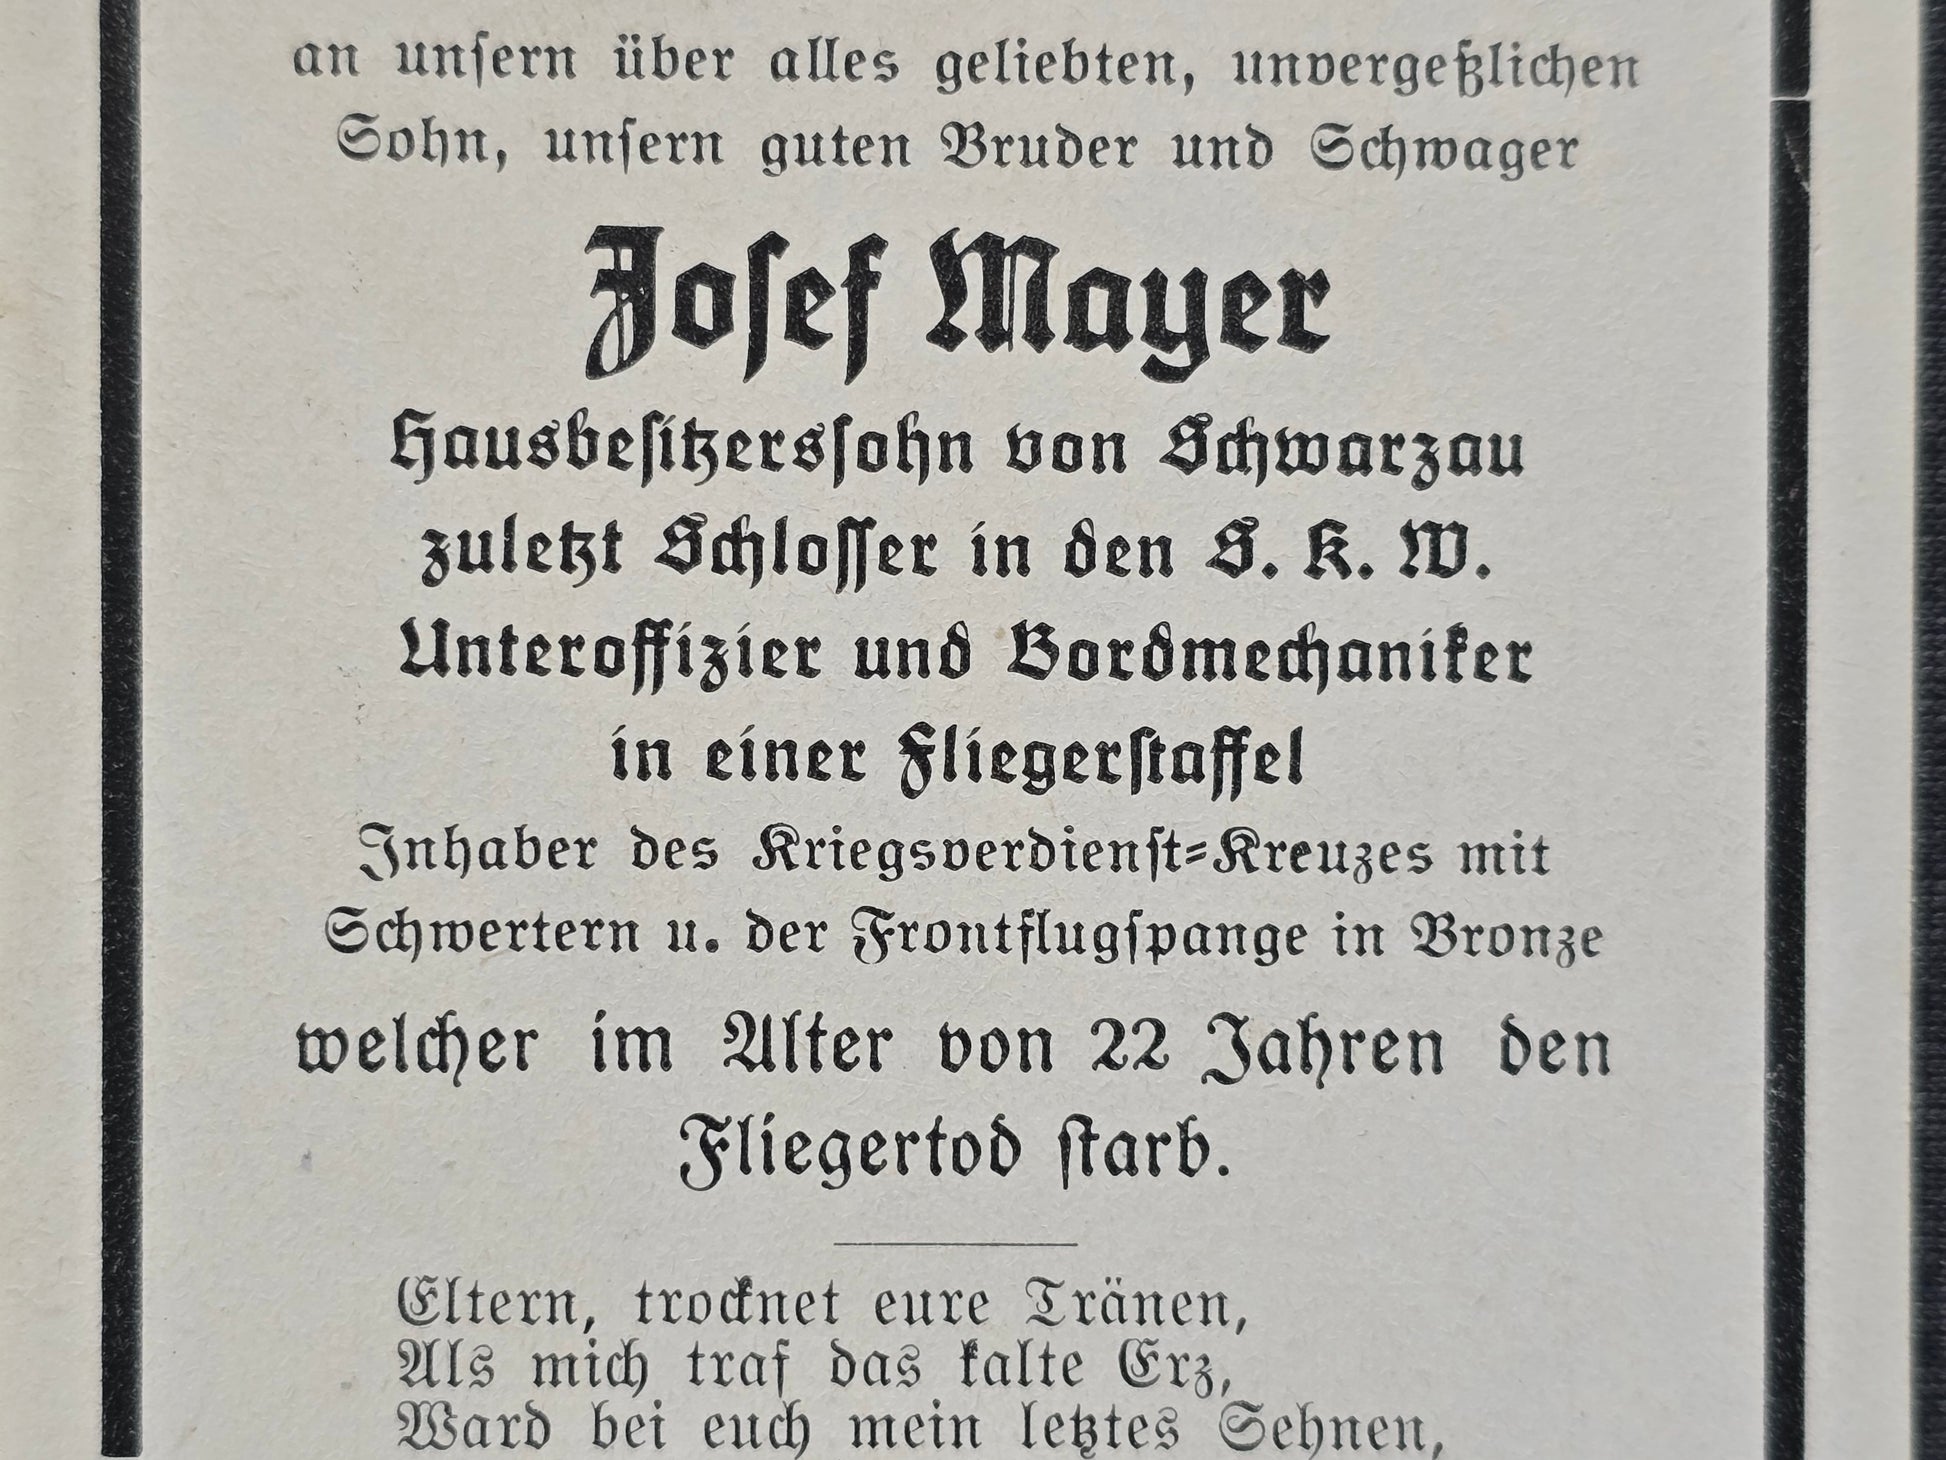 an unſern über alles geliebten, unvergeßlichen
Sohn, unſern guten Bruder und Schwager
Joſef Mayer
Hausbeſitzersſohn von Schwarzau
zuletzt Schloſſer in den S. K. W.
Unteroffizier und Bordmechaniker
in einer Fliegerſtaffel
Inhaber des Kriegsverdienſt=Kreuzes mit
Schwertern u. der Frontflugſpange in Bronze
welcher im Alter von 22 Jahren den
Fliegertod ſtarb.
Eltern, trocknet eure Tränen,
Als mich traf das kalte Erz,
Ward bei euch mein letztes Sehnen,